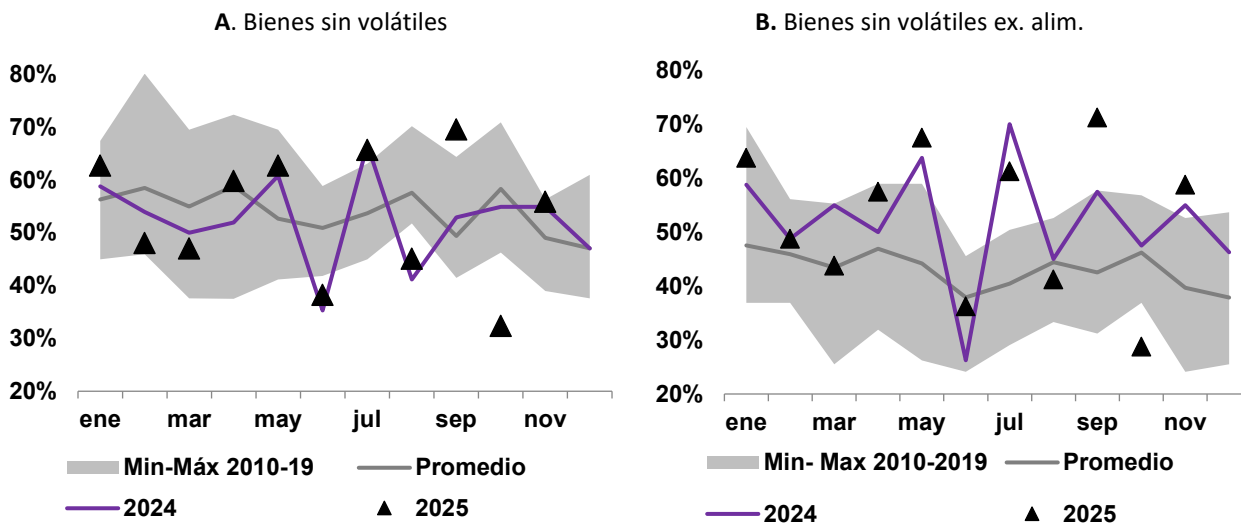 A. Bienes sin volátiles
80%
70%
60%
50%
40%
30%
20%
ene mar may jul sep nov
Min-Máx 2010-19 Promedio
2024 2025
B. Bienes sin volátiles ex. alim.
80%
70%
60%
50%
40%
30%
20%
ene mar may jul sep nov
Min- Max 2010-2019 Promedio
2024 2025